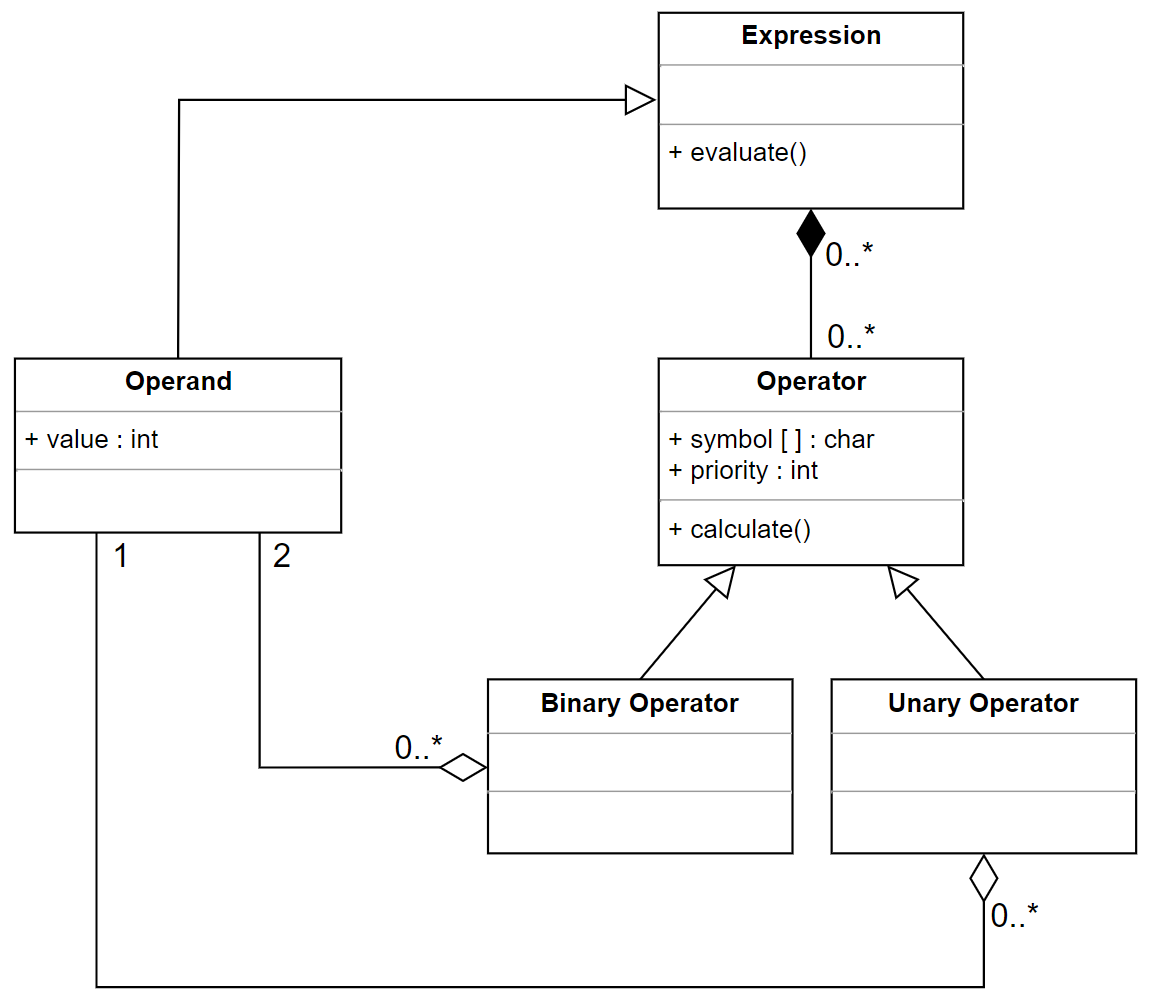 Expression
+ evaluate()
0..*
0..*
Operand
+ value : int
1
2
Operator
+ symbol [ ] : char
+ priority : int
+ calculate()
Binary Operator
0..*
Unary Operator
0..*